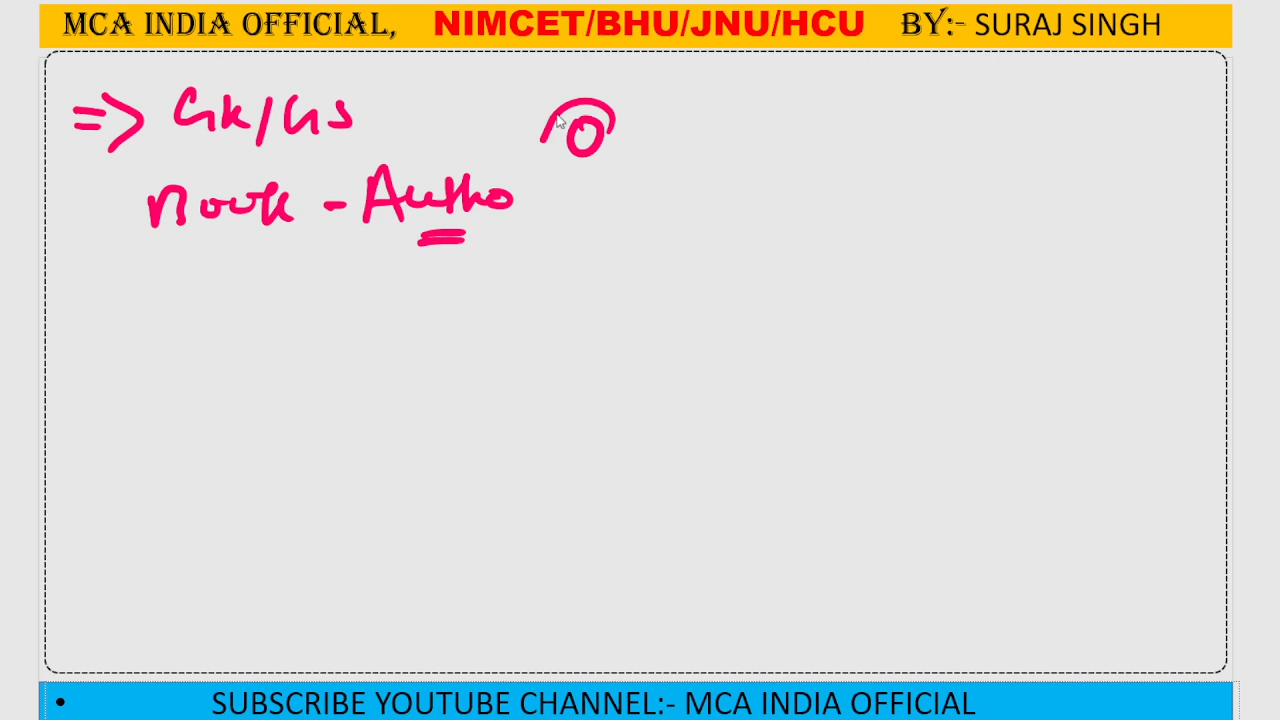 MCA INDIA OFFICIAL, NIMCET/BHU/JNU/HCU BY:- SURAJ SINGH
=> GK/GS
- Autho
• SUBSCRIBE YOUTUBE CHANNEL:- MCA INDIA OFFICIAL